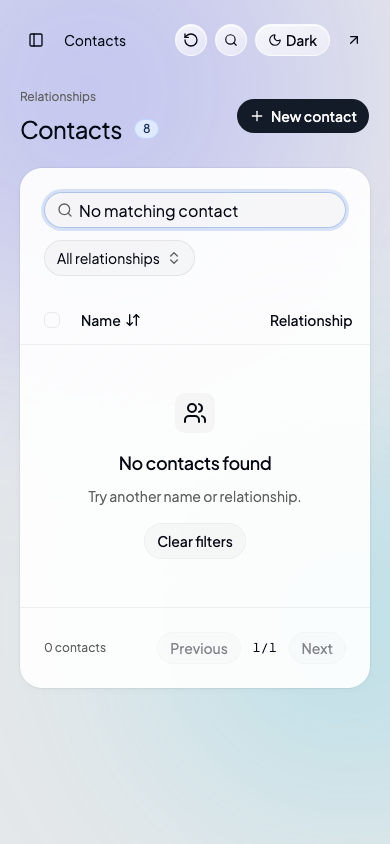 Contacts
Dark
Relationships
Contacts 8
New contact
No matching contact
All relationships
Name Relationship
No contacts found
Try another name or relationship.
Clear filters
0 contacts Previous 1/1 Next